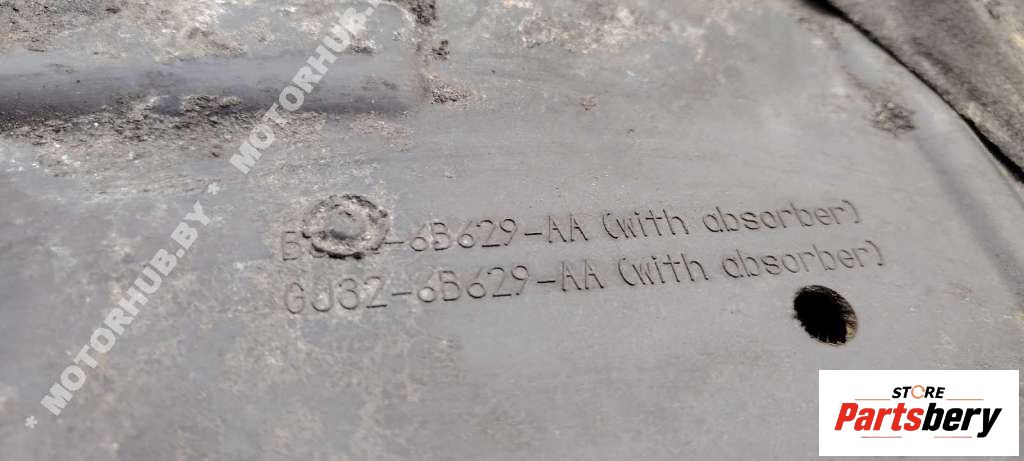 * MOTORHUB.BY * MOTORHUB.BY
-6B629-AA (with absorber)
GJ32-6B629-AA (with absorber)
STORE
Partsbery